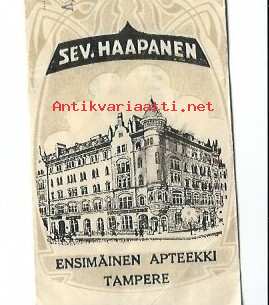 SEV. HAAPANEN
Antikvariaatti.net
ENSIMÄINEN APTEEKKI
TAMPERE